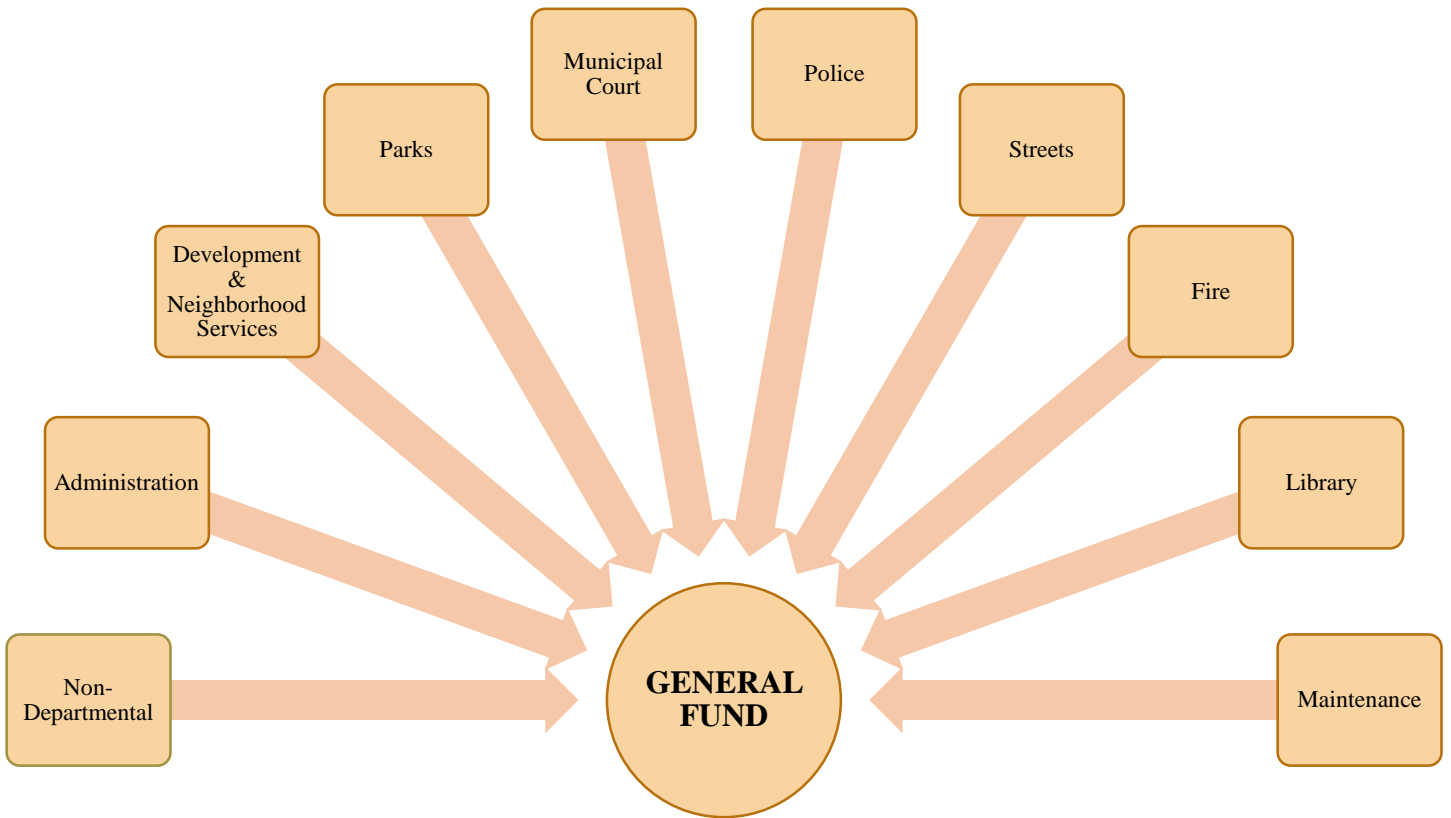 Municipal
Court
Police
Parks
Streets
Development
&
Neighborhood
Services
Fire
Administration
Library
Non-
Departmental
GENERAL
FUND
Maintenance